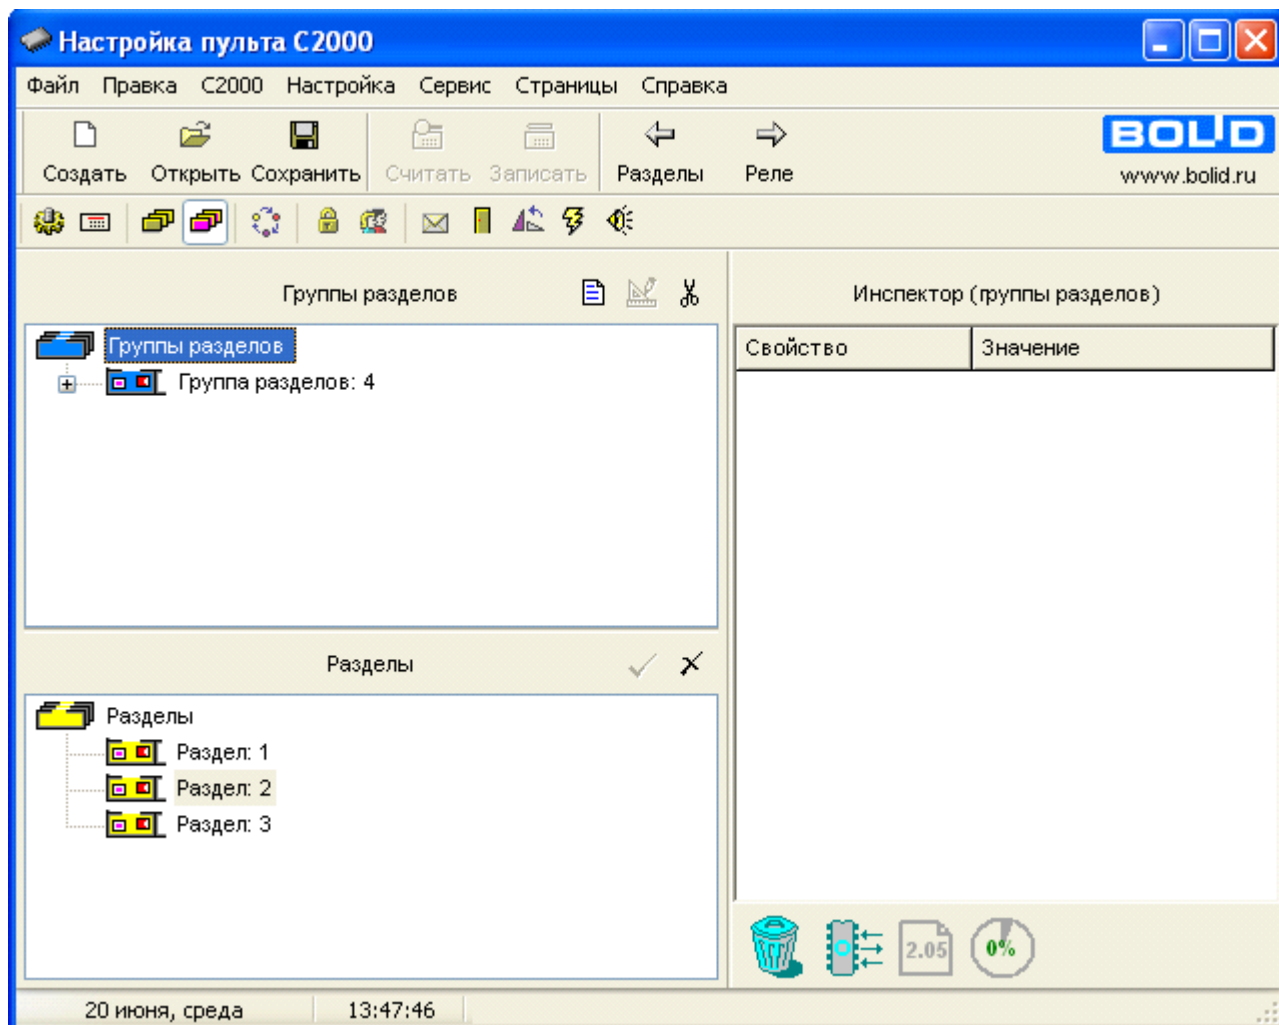 Настройка пульта С2000
Файл Правка С2000 Настройка Сервис Страницы Справка
Создать Открыть Сохранить Считать Записать Разделы Реле
BOLID
www.bolid.ru
Группы разделов
Инспектор (группы разделов)
Группы разделов
Группа разделов: 4
Свойство Значение
Разделы
Разделы
Раздел: 1
Раздел: 2
Раздел: 3
2.05 0%
20 июня, среда 13:47:46